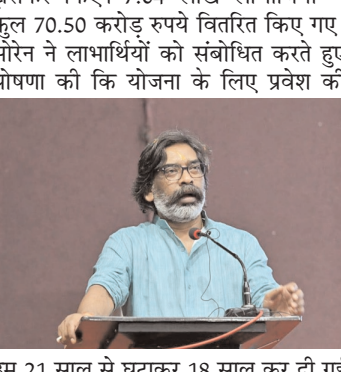 कुल 70.50 करोड़ रुपये वितरित किए गए
सोरेन ने लाभार्थियों को संबोधित करते हुए
घोषणा की कि योजना के लिए प्रवेश की
21 साल से घटाकर 18 साल कर दी गई